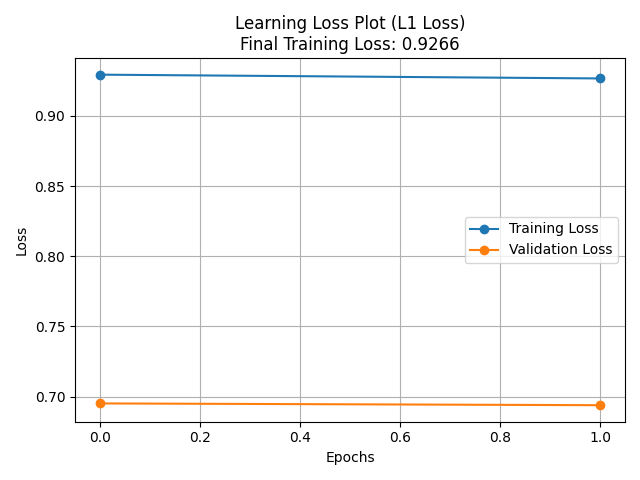 Learning Loss Plot (L1 Loss)
Final Training Loss: 0.9266
Loss
0.90
0.85
0.80
0.75
0.70
Training Loss
Validation Loss
0.0 0.2 0.4 0.6 0.8 1.0
Epochs